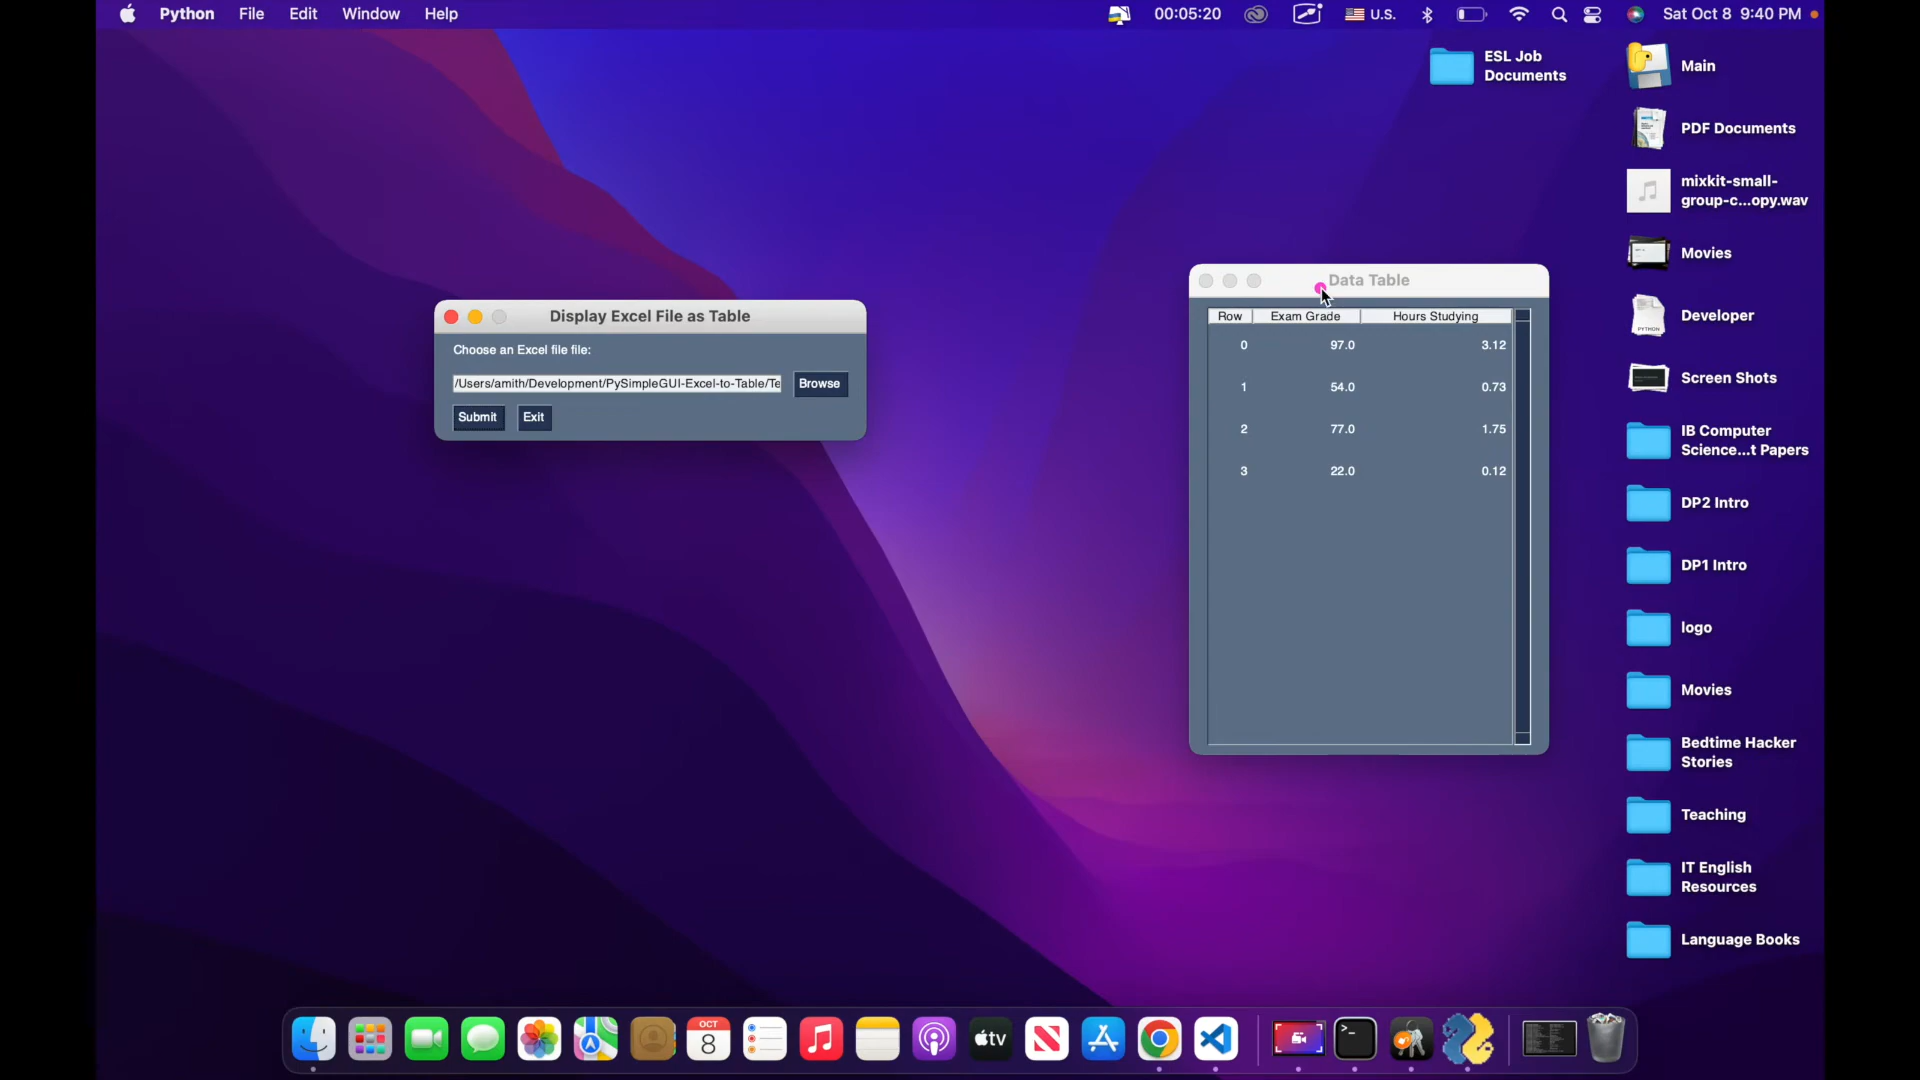 Python File Edit Window Help 00:05:20 U.S. Sat Oct 8 9:40 PM
ESL Job
Documents
Main
PDF Documents
mixkit-small-
group-c...opy.wav
Movies
Developer
Screen Shots
IB Computer
Science...t Papers
DP2 Intro
DP1 Intro
logo
Movies
Bedtime Hacker
Stories
Teaching
IT English
Resources
Language Books
Display Excel File as Table
Choose an Excel file file:
/Users/amith/Development/PySimpleGUI-Excel-to-Table/Te Browse
Submit Exit
Data Table
Row Exam Grade Hours Studying
0 97.0 3.12
1 54.0 0.73
2 77.0 1.75
3 22.0 0.12
OCT
8
tv
PYTHON